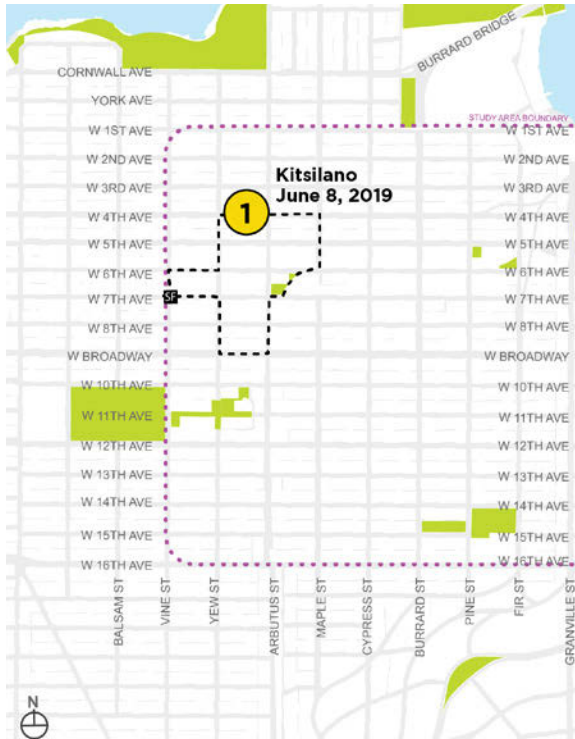 BURRARD BRIDGE
CORNWALL AVE
YORK AVE
STUDY AREA BOUNDARY
W 1ST AVE
W 1ST AVE
W 2ND AVE
W 2ND AVE
W 3RD AVE
W 3RD AVE
Kitsilano
June 8, 2019
1
W 4TH AVE
W 4TH AVE
W 5TH AVE
W 5TH AVE
W 6TH AVE
W 6TH AVE
W 7TH AVE
SF
W 7TH AVE
W 8TH AVE
W 8TH AVE
W BROADWAY
W BROADWAY
W 10TH AVE
W 10TH AVE
W 11TH AVE
W 11TH AVE
W 12TH AVE
W 12TH AVE
W 13TH AVE
W 13TH AVE
W 14TH AVE
W 14TH AVE
W 15TH AVE
W 15TH AVE
W 16TH AVE
W 16TH AVE
BALSAM ST
VINE ST
YEW ST
ARBUTUS ST
MAPLE ST
CYPRESS ST
BURRARD ST
PINE ST
FIR ST
GRANVILLE ST
N